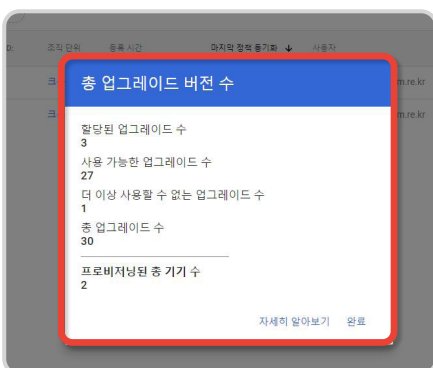 조직 단위 등록 시간 마지막 정책 동기화 사용자
총 업그레이드 버전 수
m.re.kr
할당된 업그레이드 수
m.re.kr
3
사용 가능한 업그레이드 수
27
더 이상 사용할 수 없는 업그레이드 수
1
총 업그레이드 수
30
프로비저닝된 총 기기 수
2
자세히 알아보기 완료